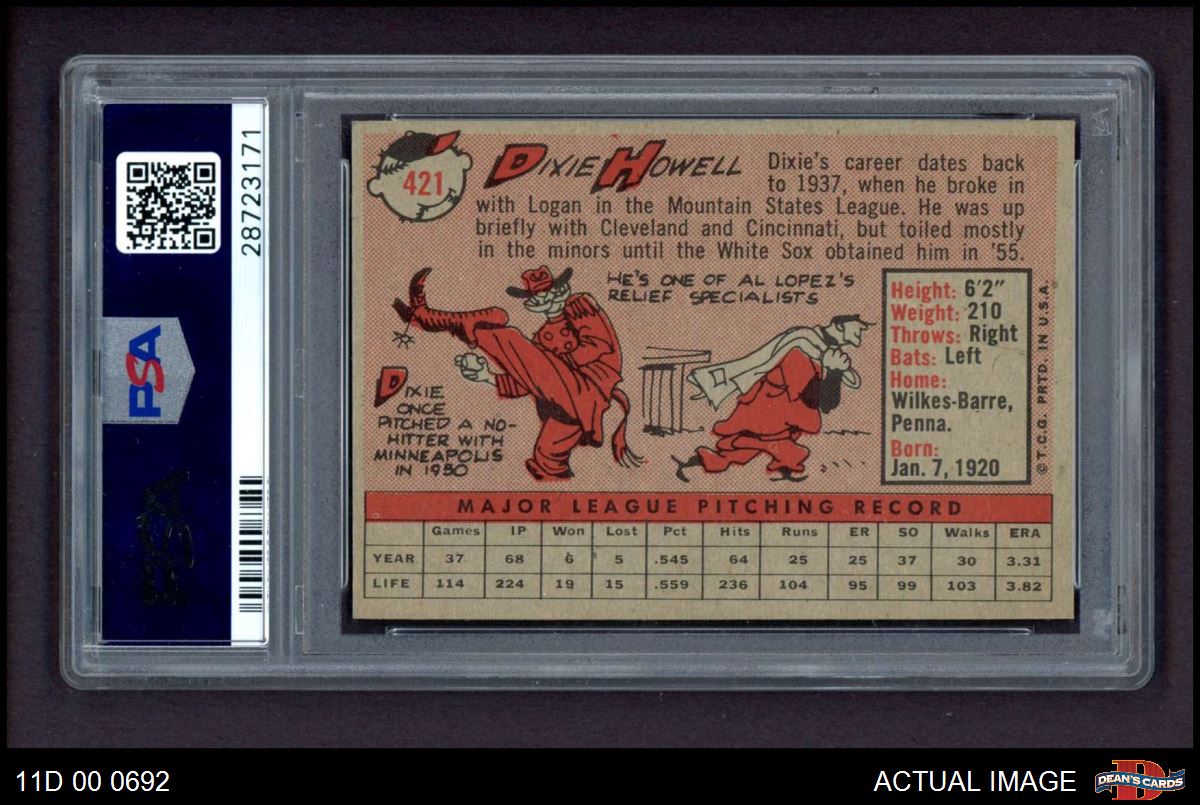 28723171
PSA
421
DIXIE HOWELL
Dixie's career dates back
to 1937, when he broke in
with Logan in the Mountain States League. He was up
briefly with Cleveland and Cincinnati, but toiled mostly
in the minors until the White Sox obtained him in '55.
HE'S ONE OF AL LOPEZ'S
RELIEF SPECIALISTS
DIXIE
ONCE
PITCHED A NO-
HITTER WITH
MINNEAPOLIS
IN 1950
Height: 6'2"
Weight: 210
Throws: Right
Bats: Left
Home:
Wilkes-Barre,
Penna.
Born:
Jan. 7, 1920
©T.C.G. PRTD. IN U.S.A.
MAJOR LEAGUE PITCHING RECORD
Games IP Won Lost Pct Hits Runs ER SO Walks ERA
YEAR 37 68 6 5 .545 64 25 25 37 30 3.31
LIFE 114 224 19 15 .559 236 104 95 99 103 3.82
PSA
11D 00 0692
ACTUAL IMAGE
D
DEAN'S CARDS